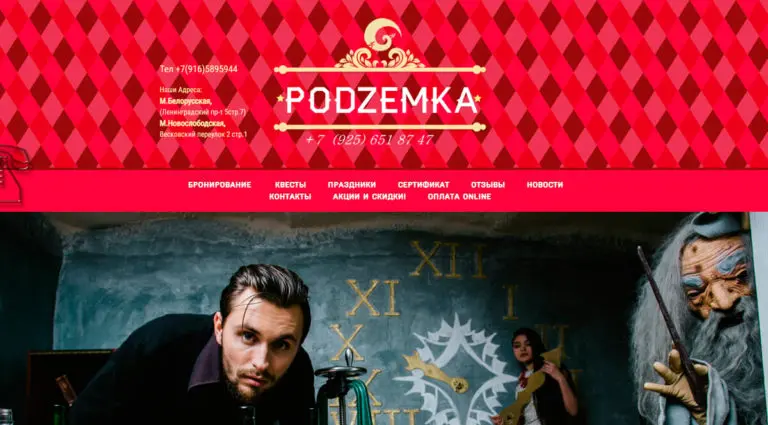 Тел +7(916)5895944
Наши Адреса:
М.Белорусская,
(Ленинградский пр-т 5стр.7)
М.Новослободская,
Весковский переулок 2 стр.1
PODZEMKA
+7 (925) 651 87 47
БРОНИРОВАНИЕ КВЕСТЫ ПРАЗДНИКИ СЕРТИФИКАТ ОТЗЫВЫ НОВОСТИ
КОНТАКТЫ АКЦИИ И СКИДКИ! ОПЛАТА ONLINE
XII
XI
I
X
II